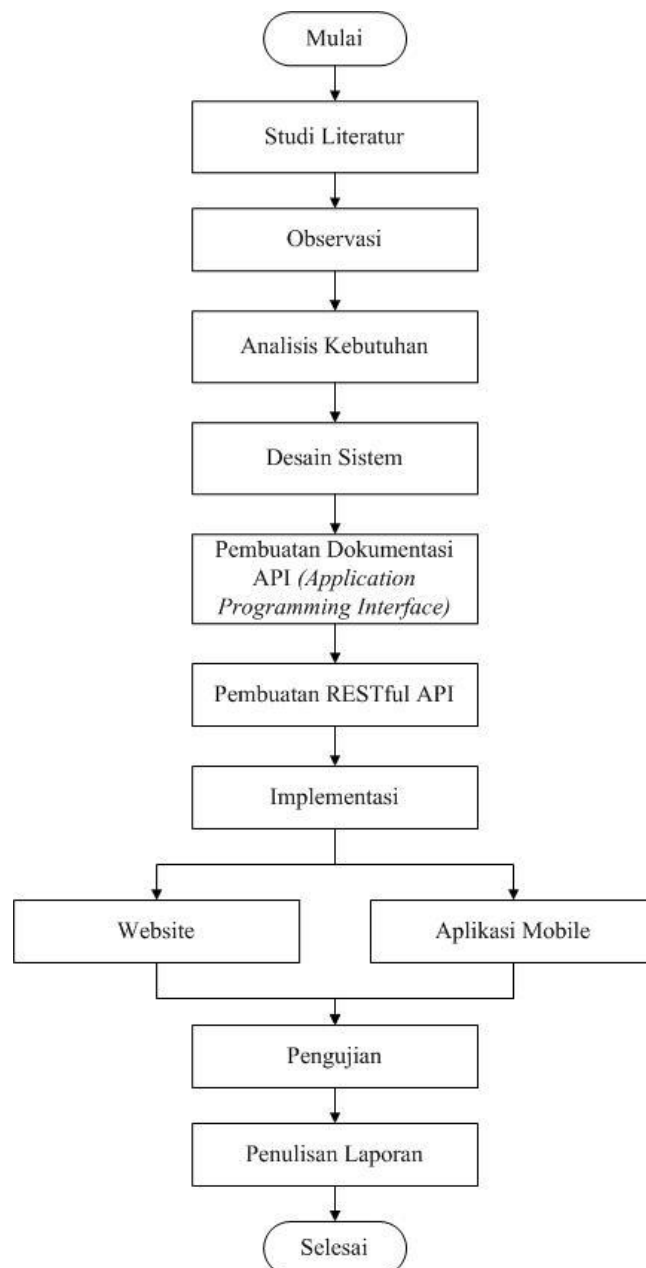 Mulai
Studi Literatur
Observasi
Analisis Kebutuhan
Desain Sistem
Pembuatan Dokumentasi
API (Application
Programming Interface)
Pembuatan RESTful API
Implementasi
Website
Aplikasi Mobile
Pengujian
Penulisan Laporan
Selesai